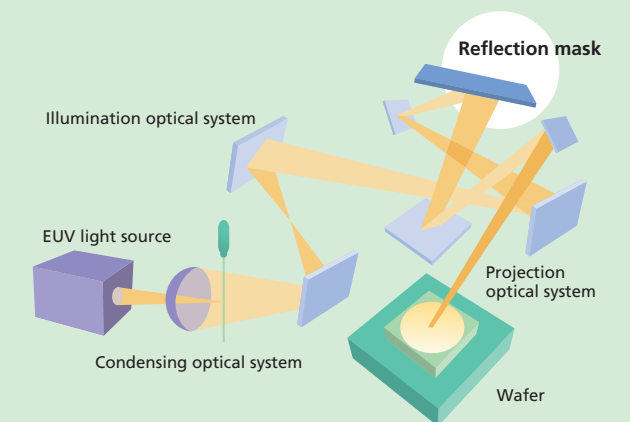 Reflection mask
Illumination optical system
EUV light source
Projection
optical system
Condensing optical system
Wafer